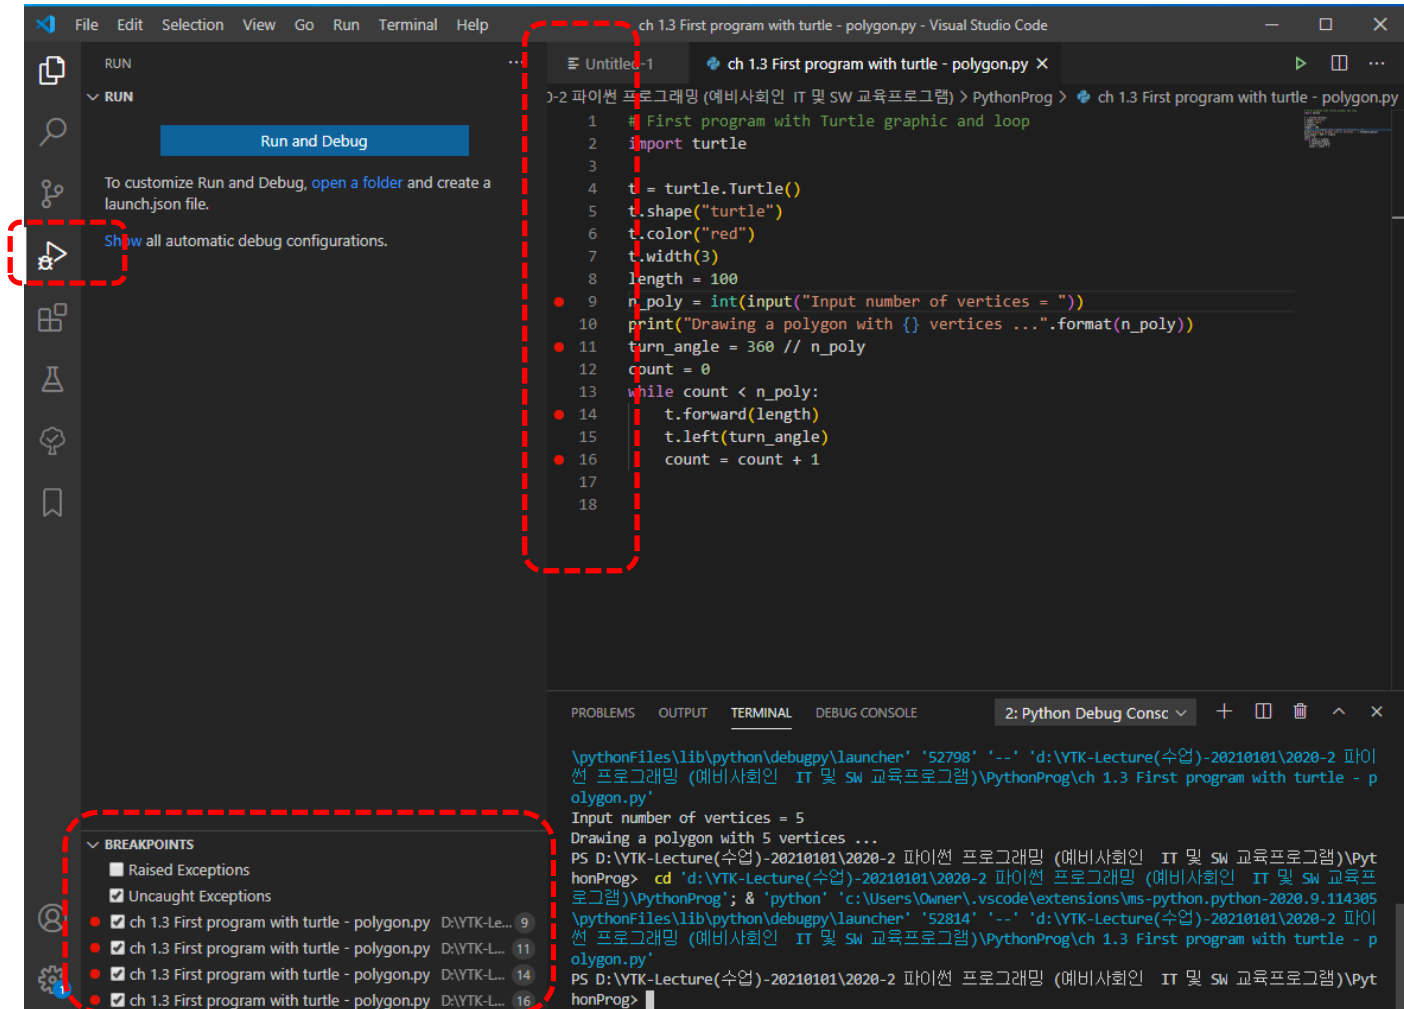 File Edit Selection View Go Run Terminal Help ch 1.3 First program with turtle - polygon.py - Visual Studio Code
RUN
RUN
Run and Debug
To customize Run and Debug, open a folder and create a
launch.json file.
Show all automatic debug configurations.
Untitled-1 ch 1.3 First program with turtle - polygon.py
-2 파이썬 프로그래밍 (예비사회인 IT 및 SW 교육프로그램) > PythonProg > ch 1.3 First program with turtle - polygon.py
1 # First program with Turtle graphic and loop
2 import turtle
3
4 t = turtle.Turtle()
5 t.shape("turtle")
6 t.color("red")
7 t.width(3)
8 length = 100
9 n_poly = int(input("Input number of vertices = "))
10 print("Drawing a polygon with {} vertices ...".format(n_poly))
11 turn_angle = 360 // n_poly
12 count = 0
13 while count < n_poly:
14 t.forward(length)
15 t.left(turn_angle)
16 count = count + 1
17
18
PROBLEMS OUTPUT TERMINAL DEBUG CONSOLE 2: Python Debug Consc
\pythonFiles\lib\python\debugpy\launcher' '52798' '--' 'd:\YTK-Lecture(수업)-20210101\2020-2 파이
썬 프로그래밍 (예비사회인 IT 및 SW 교육프로그램)\PythonProg\ch 1.3 First program with turtle - p
olygon.py'
Input number of vertices = 5
Drawing a polygon with 5 vertices ...
PS D:\YTK-Lecture(수업)-20210101\2020-2 파이썬 프로그래밍 (예비사회인 IT 및 SW 교육프로그램)\Pyt
honProg> cd 'd:\YTK-Lecture(수업)-20210101\2020-2 파이썬 프로그래밍 (예비사회인 IT 및 SW 교육프
로그램)\PythonProg'; & 'python' 'c:\Users\Owner\.vscode\extensions\ms-python.python-2020.9.114305
\pythonFiles\lib\python\debugpy\launcher' '52814' '--' 'd:\YTK-Lecture(수업)-20210101\2020-2 파이
썬 프로그래밍 (예비사회인 IT 및 SW 교육프로그램)\PythonProg\ch 1.3 First program with turtle - p
olygon.py'
PS D:\YTK-Lecture(수업)-20210101\2020-2 파이썬 프로그래밍 (예비사회인 IT 및 SW 교육프로그램)\Pyt
honProg>
BREAKPOINTS
Raised Exceptions
Uncaught Exceptions
ch 1.3 First program with turtle - polygon.py D:\YTK-Le... 9
ch 1.3 First program with turtle - polygon.py D:\YTK-L... 11
ch 1.3 First program with turtle - polygon.py D:\YTK-L... 14
ch 1.3 First program with turtle - polygon.py D:\YTK-L... 16
1